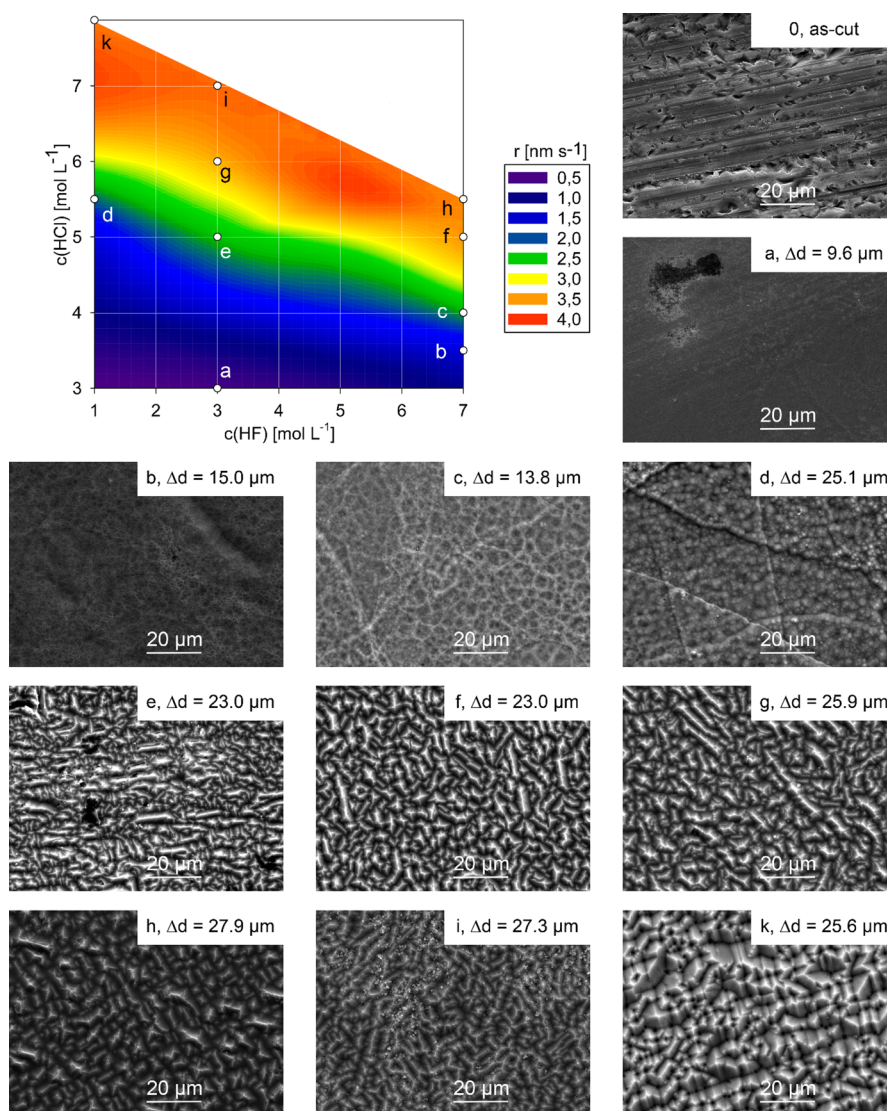 k
7
i
6
g
d
h
5
f
e
4
c
b
a
3
1 2 3 4 5 6 7
c(HCl) [mol L⁻¹]
c(HF) [mol L⁻¹]
r [nm s⁻¹]
0,5
1,0
1,5
2,0
2,5
3,0
3,5
4,0
0, as-cut
20 µm
a, Δd = 9.6 µm
20 µm
b, Δd = 15.0 µm
20 µm
c, Δd = 13.8 µm
20 µm
d, Δd = 25.1 µm
20 µm
e, Δd = 23.0 µm
20 µm
f, Δd = 23.0 µm
20 µm
g, Δd = 25.9 µm
20 µm
h, Δd = 27.9 µm
20 µm
i, Δd = 27.3 µm
20 µm
k, Δd = 25.6 µm
20 µm